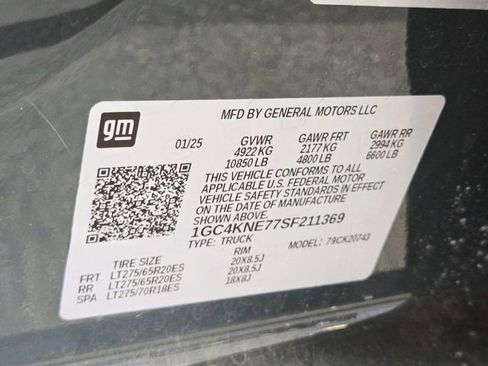 gm
MFD BY GENERAL MOTORS LLC
01/25 GVWR GAWR FRT GAWR RR
4922 KG 2177 KG 2994 KG
10850 LB 4800 LB 6600 LB
THIS VEHICLE CONFORMS TO ALL
APPLICABLE U.S. FEDERAL MOTOR
VEHICLE SAFETY STANDARDS IN EFFECT
ON THE DATE OF MANUFACTURE
SHOWN ABOVE
1GC4KNE77SF211369
TYPE: TRUCK MODEL: 79CK20743
TIRE SIZE RIM
FRT LT275/65R20ES 20X8.5J
RR LT275/65R20ES 20X8.5J
SPA LT275/70R18ES 18X8J